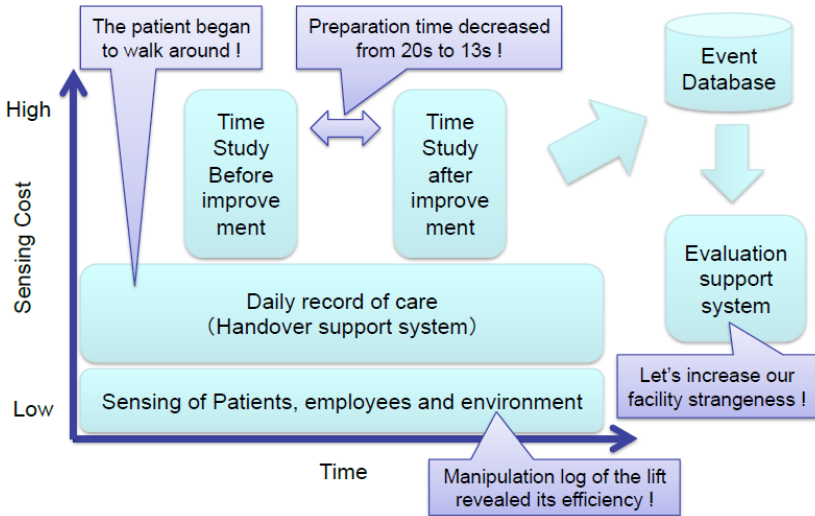 The patient began
to walk around !
Preparation time decreased
from 20s to 13s !
Event
Database
High
Time
Study
Before
improve
ment
Time
Study
after
improve
ment
Sensing Cost
Evaluation
support
system
Daily record of care
（Handover support system）
Let's increase our
facility strangeness !
Low
Sensing of Patients, employees and environment
Time
Manipulation log of the lift
revealed its efficiency !